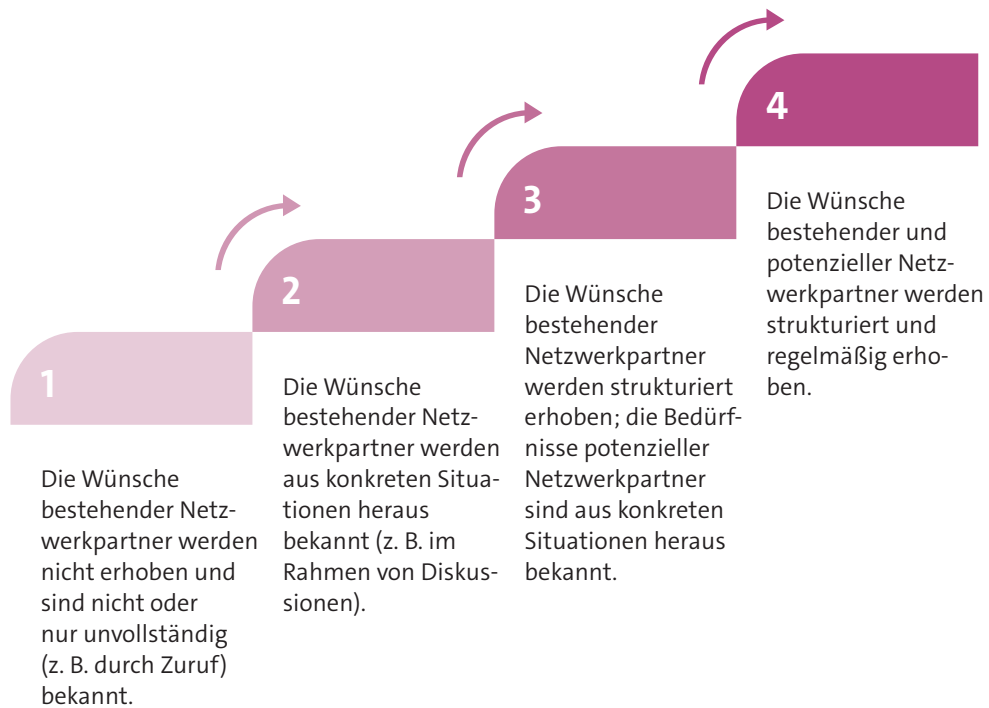 1
Die Wünsche
bestehender Netz-
werkpartner werden
nicht erhoben und
sind nicht oder
nur unvollständig
(z. B. durch Zuruf)
bekannt.
2
Die Wünsche
bestehender Netz-
werkpartner werden
aus konkreten Situa-
tionen heraus
bekannt (z. B. im
Rahmen von Diskus-
sionen).
3
Die Wünsche
bestehender
Netzwerkpartner
werden strukturiert
erhoben; die Bedürf-
nisse potenzieller
Netzwerkpartner
sind aus konkreten
Situationen heraus
bekannt.
4
Die Wünsche
bestehender und
potenzieller Netz-
werkpartner werden
strukturiert und
regelmäßig erho-
ben.